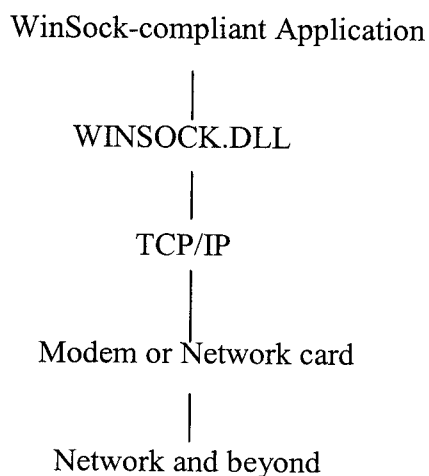 WinSock-compliant Application
WINSOCK.DLL
TCP/IP
Modem or Network card
Network and beyond